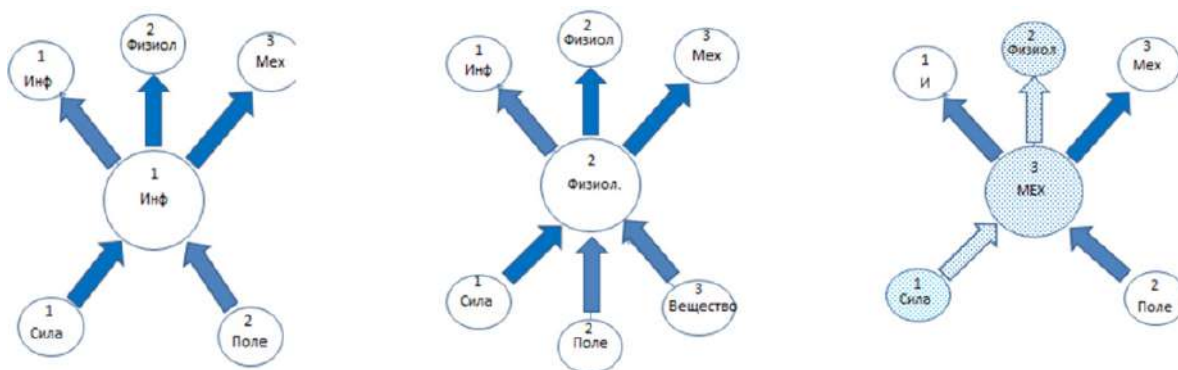 1
Инф
2
Физиол
3
Мех
1
Инф
1
Сила
2
Поле
1
Инф
2
Физиол
3
Мех
2
Физиол.
1
Сила
2
Поле
3
Вещество
1
И
2
Физиол
3
Мех
3
МЕХ
1
Сила
2
Поле